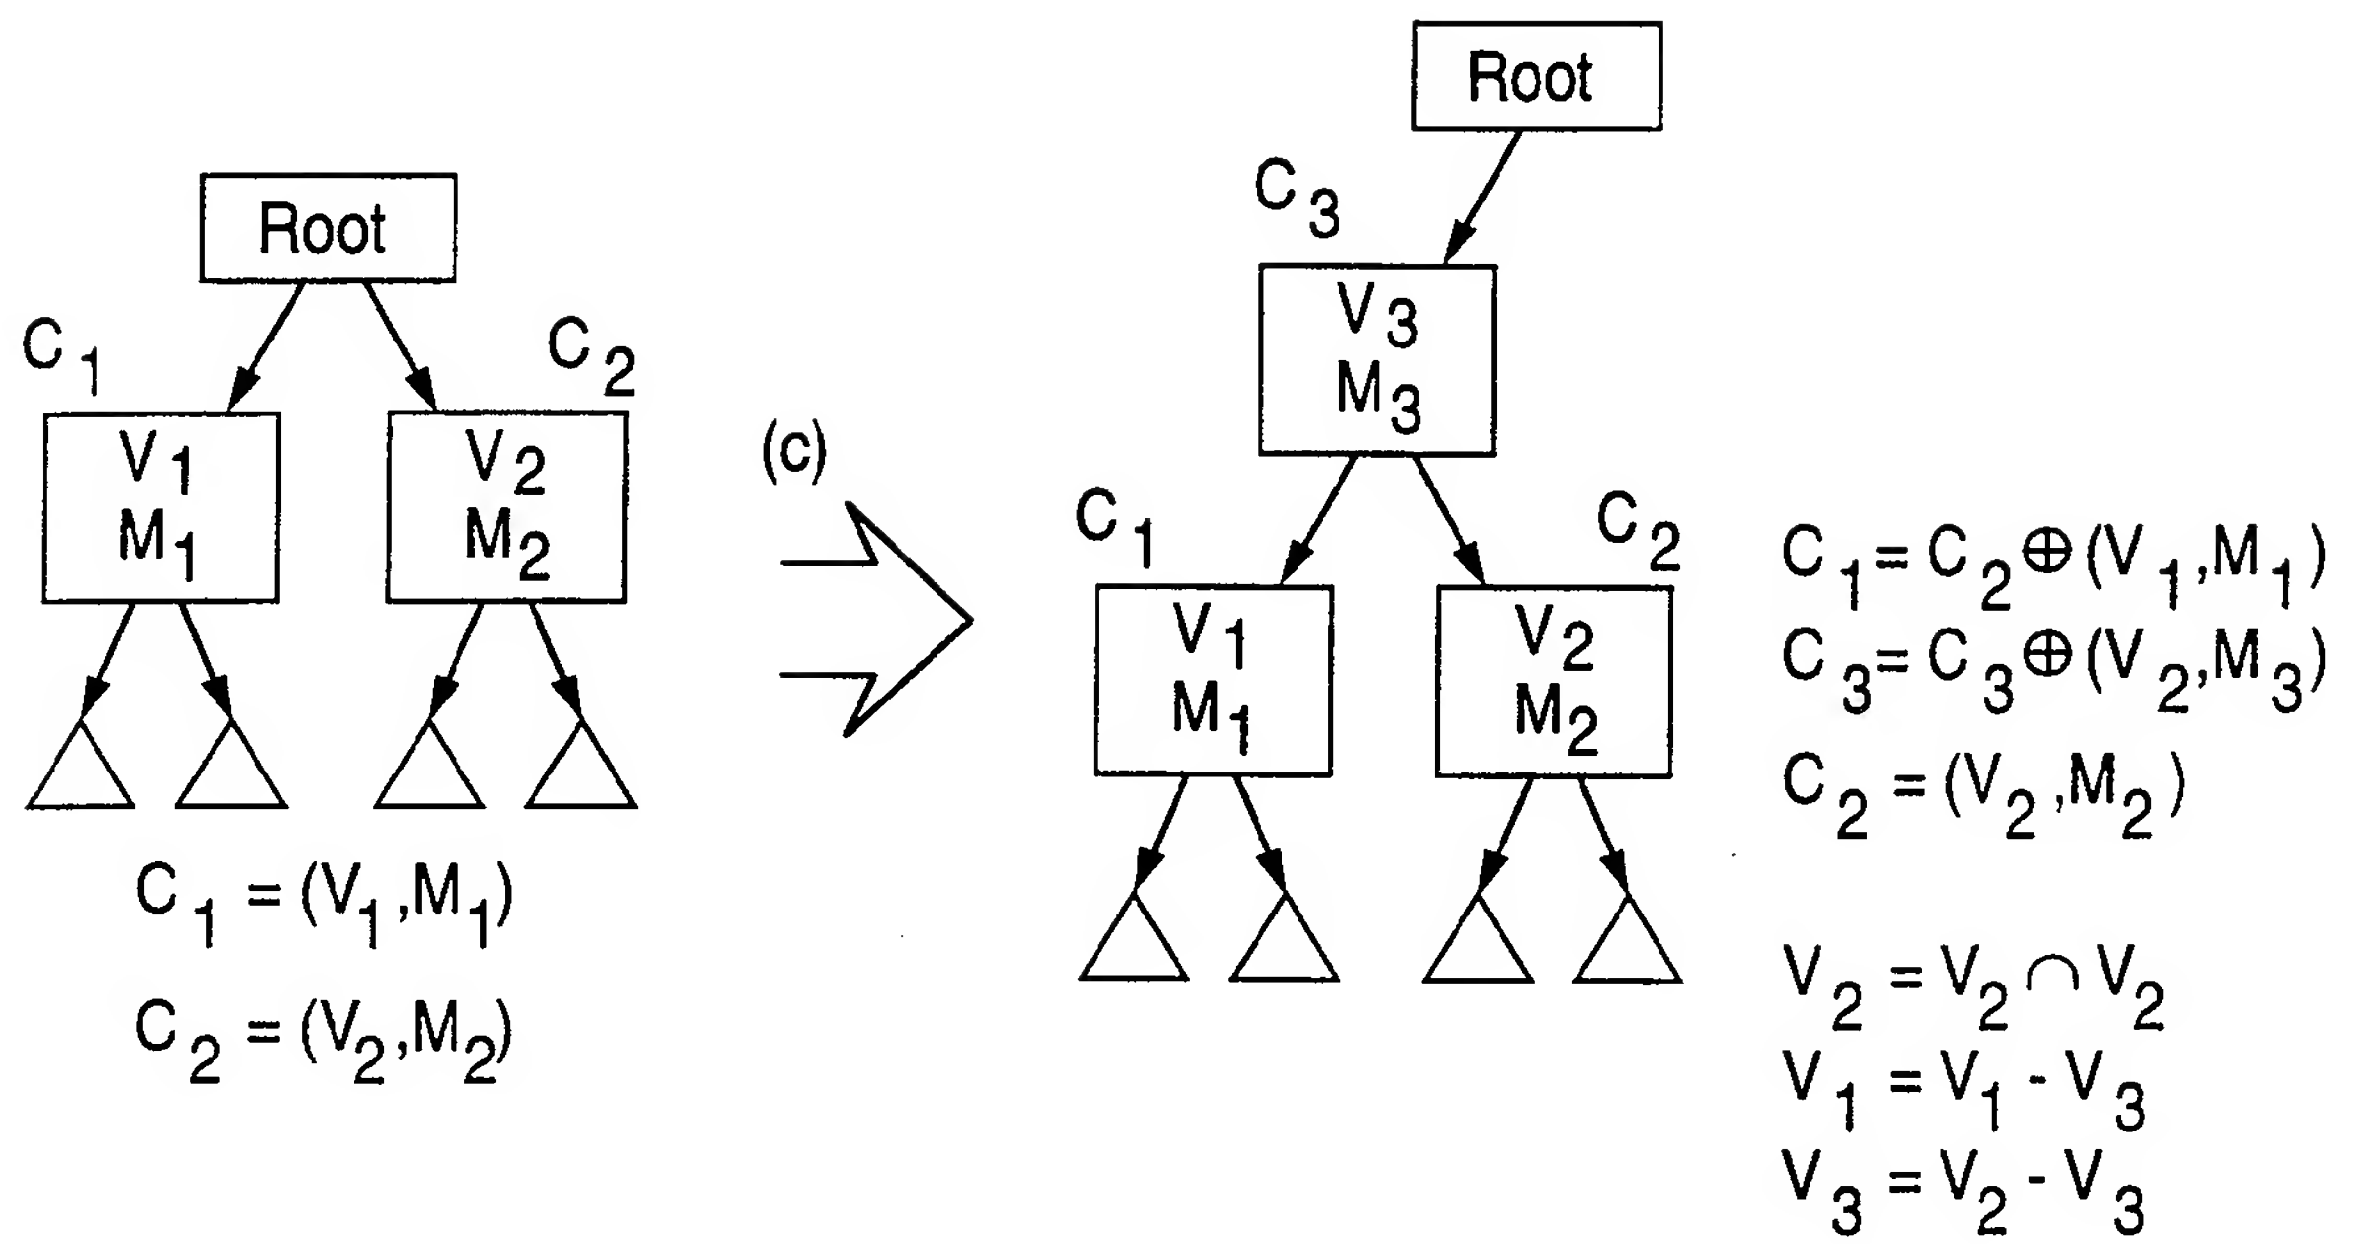 Root
C1 C2
V1
M1
V2
M2
C1 = (V1,M1)
C2 = (V2,M2)
(c)
Root
C3
V3
M3
C1 C2
V1
M1
V2
M2
C1= C2⊕(V1,M1)
C3= C3⊕(V2,M3)
C2 = (V2,M2)
V2 = V2∩V2
V1 = V1 - V3
V3 = V2 - V3